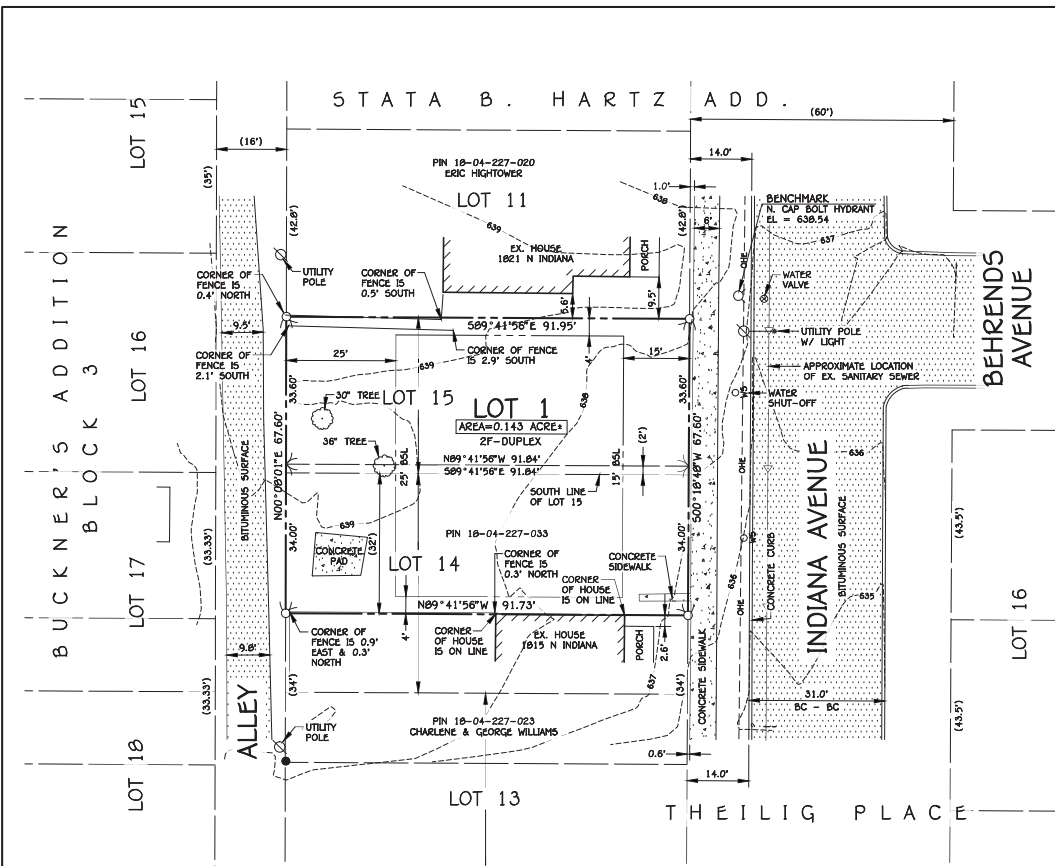 STATA B. HARTZ ADD.
(60')
(16')
14.0'
LOT 15
(35')
(42.8')
PIN 18-04-227-020
ERIC HIGHTOWER
LOT 11
1.0'
638
(42.8')
6'
BENCHMARK
N. CAP BOLT HYDRANT
EL = 638.54
637
639
EX. HOUSE
1821 N INDIANA
PORCH
OHE
BEHRENDS
AVENUE
BUCKNER'S ADDITION
BLOCK 3
UTILITY
POLE
CORNER OF
FENCE IS
0.4' NORTH
CORNER OF
FENCE IS
0.5' SOUTH
6.6'
9.5'
WATER
VALVE
LOT 16
9.5'
S89°41'56"E 91.95'
UTILITY POLE
W/ LIGHT
CORNER OF
FENCE IS
2.1' SOUTH
25'
CORNER OF FENCE
IS 2.9' SOUTH
4'
15'
639
638
APPROXIMATE LOCATION
OF EX. SANITARY SEWER
33.60'
30" TREE
LOT 15
LOT 1
AREA=0.143 ACRE±
2F-DUPLEX
33.60'
WS
WATER
SHUT-OFF
36" TREE
(2')
N00°08'01"E 67.60'
25' BSL
N89°41'56"W 91.84'
S89°41'56"E 91.84'
15' BSL
S00°18'48"W 67.60'
636
BITUMINOUS SURFACE
SOUTH LINE
OF LOT 15
OHE
INDIANA AVENUE
BITUMINOUS SURFACE
(33.33')
639
34.00'
(32')
PIN 18-04-227-033
34.00'
WS
(43.5')
LOT 17
CONCRETE
PAD
LOT 14
CORNER OF
FENCE IS
0.3' NORTH
CONCRETE
SIDEWALK
CORNER
OF HOUSE
IS ON LINE
636
OHE
CONCRETE CURB
635
N89°41'56"W 91.73'
CORNER OF
FENCE IS 0.9'
EAST & 0.3'
NORTH
4'
CORNER
OF HOUSE
IS ON LINE
EX. HOUSE
1815 N INDIANA
PORCH
2.6'
LOT 16
9.8'
(33.33')
(34')
637
(34')
CONCRETE SIDEWALK
31.0'
BC - BC
(43.5')
ALLEY
UTILITY
POLE
PIN 18-04-227-023
CHARLENE & GEORGE WILLIAMS
0.6'
14.0'
LOT 18
LOT 13
THEILIG PLACE